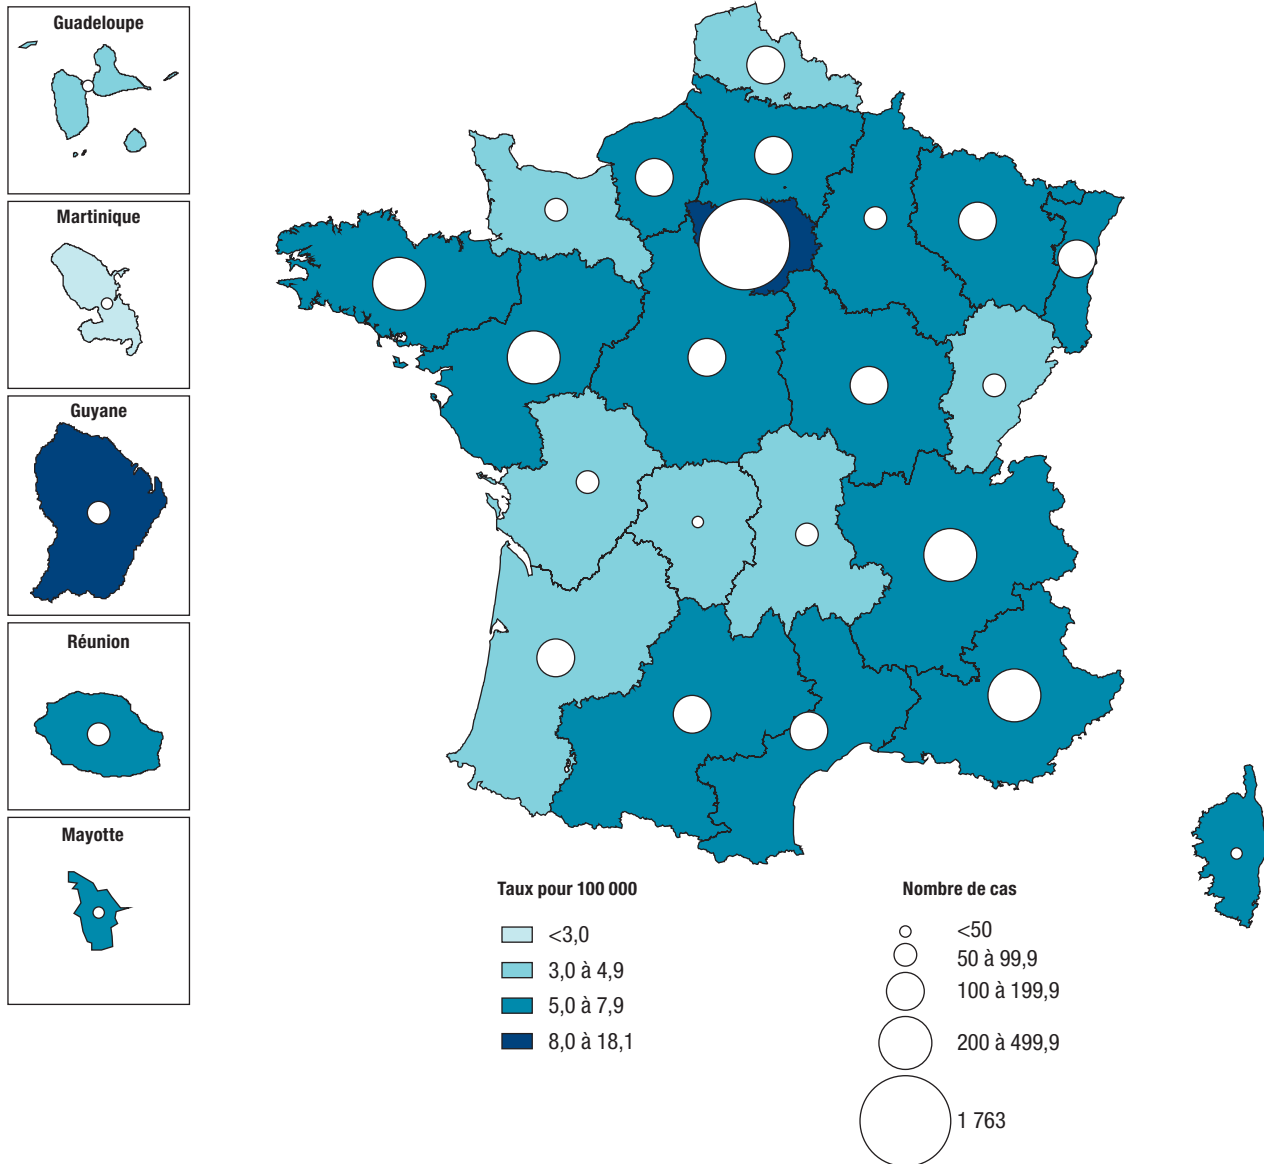 Guadeloupe
Martinique
Guyane
Réunion
Mayotte
Taux pour 100 000
<3,0
3,0 à 4,9
5,0 à 7,9
8,0 à 18,1
Nombre de cas
<50
50 à 99,9
100 à 199,9
200 à 499,9
1 763